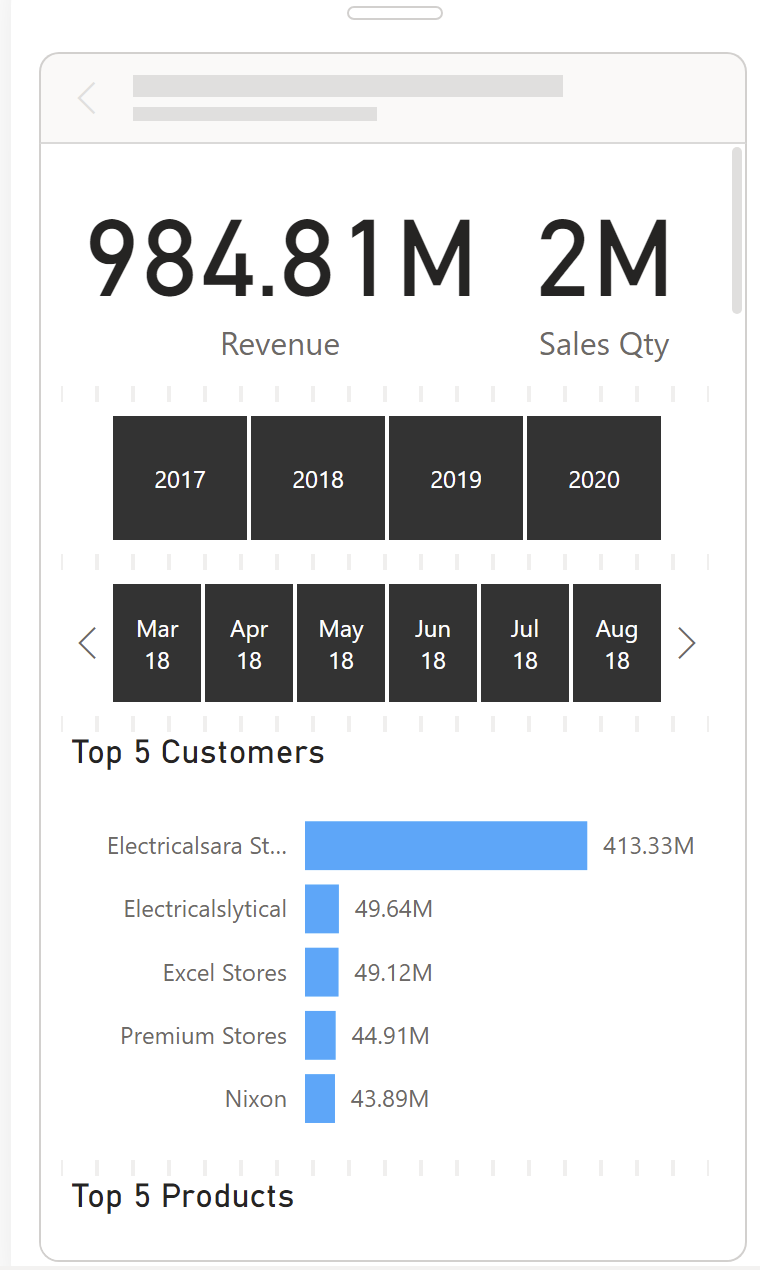 984.81M 2M
Revenue Sales Qty
2017 2018 2019 2020
Mar Apr May Jun Jul Aug
18 18 18 18 18 18
Top 5 Customers
Electricalsara St... 413.33M
Electricalslytical 49.64M
Excel Stores 49.12M
Premium Stores 44.91M
Nixon 43.89M
Top 5 Products